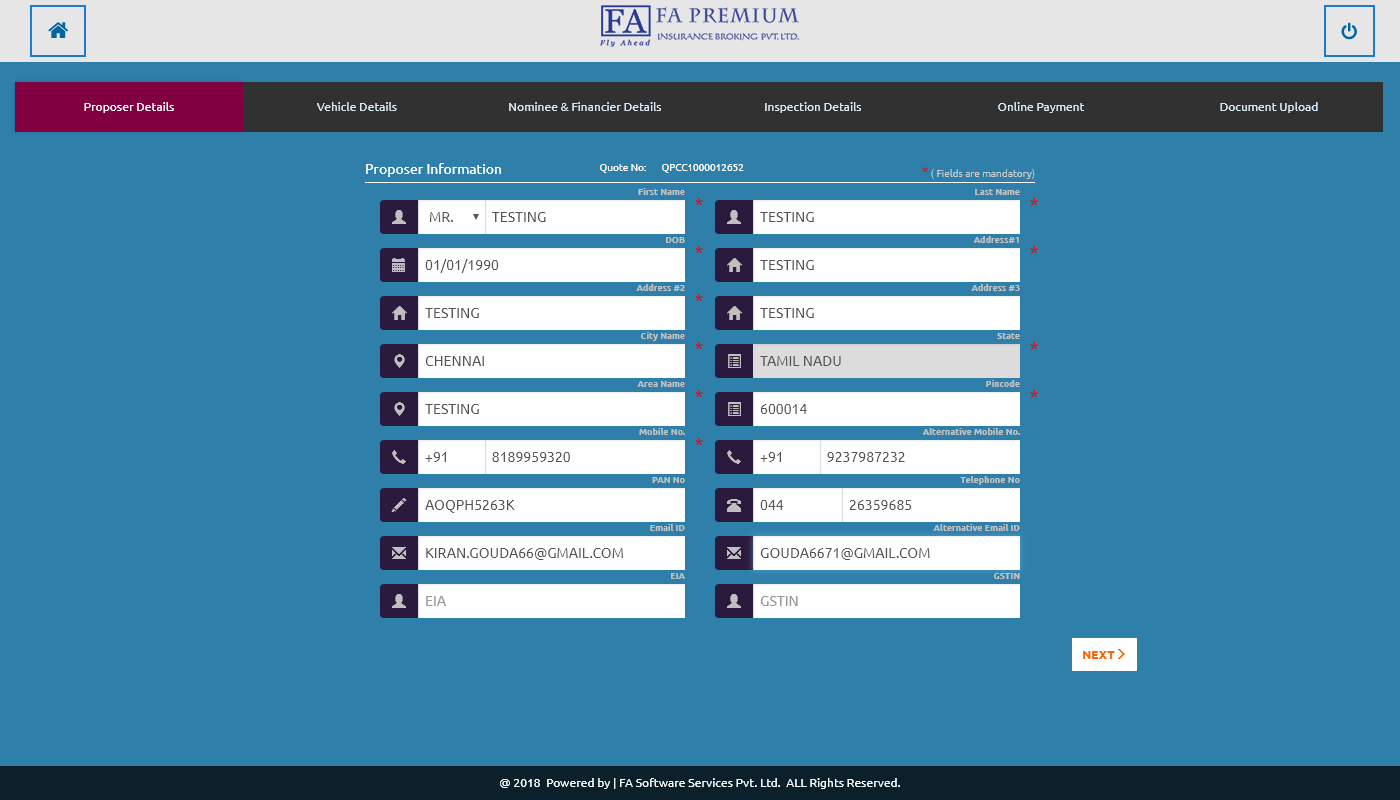 FA FA PREMIUM
Fly Ahead INSURANCE BROKING PVT. LTD.
Proposer Details Vehicle Details Nominee & Financier Details Inspection Details Online Payment Document Upload
Proposer Information Quote No: QPCC1000012652 * ( Fields are mandatory)
First Name Last Name
MR. TESTING * TESTING *
DOB Address#1
01/01/1990 * TESTING *
Address #2 Address #3
TESTING * TESTING
City Name State
CHENNAI * TAMIL NADU *
Area Name Pincode
TESTING * 600014 *
Mobile No. Alternative Mobile No.
+91 8189959320 * +91 9237987232
PAN No Telephone No
AOQPH5263K 044 26359685
Email ID Alternative Email ID
KIRAN.GOUDA66@GMAIL.COM GOUDA6671@GMAIL.COM
EIA GSTIN
EIA GSTIN
NEXT
@ 2018 Powered by | FA Software Services Pvt. Ltd. ALL Rights Reserved.